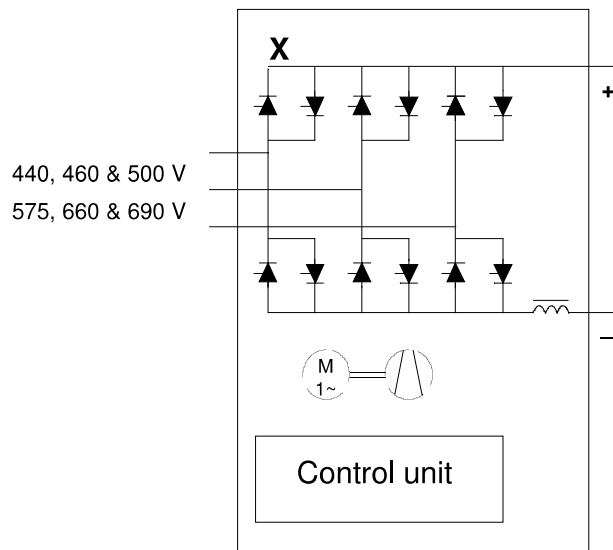 X
+
440, 460 & 500 V
575, 660 & 690 V
–
M
1~
Control unit